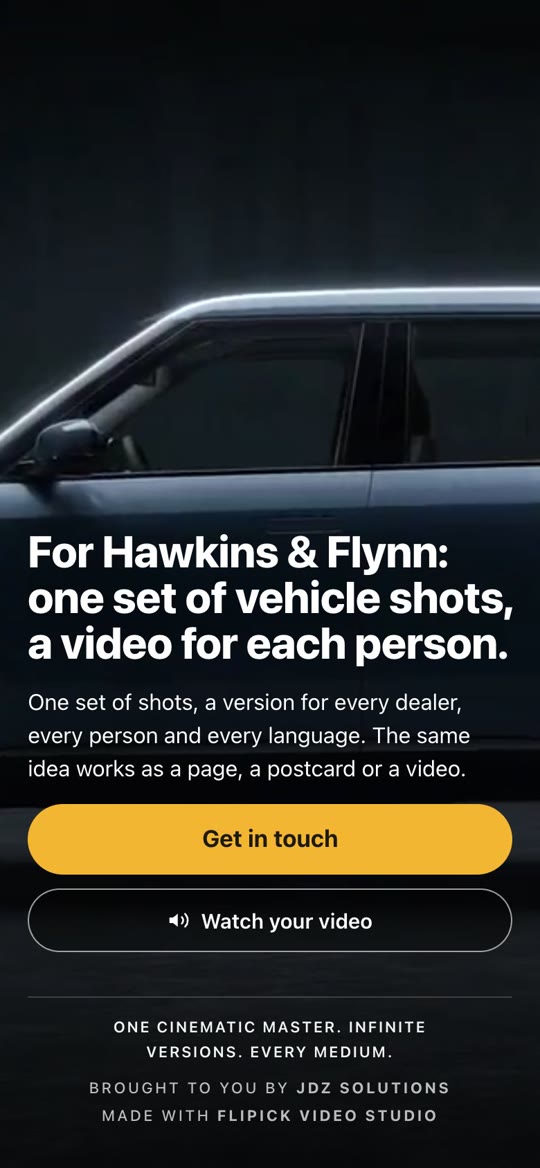 For Hawkins & Flynn:
one set of vehicle shots,
a video for each person.
One set of shots, a version for every dealer,
every person and every language. The same
idea works as a page, a postcard or a video.
Get in touch
Watch your video
ONE CINEMATIC MASTER. INFINITE
VERSIONS. EVERY MEDIUM.
BROUGHT TO YOU BY JDZ SOLUTIONS
MADE WITH FLIPICK VIDEO STUDIO